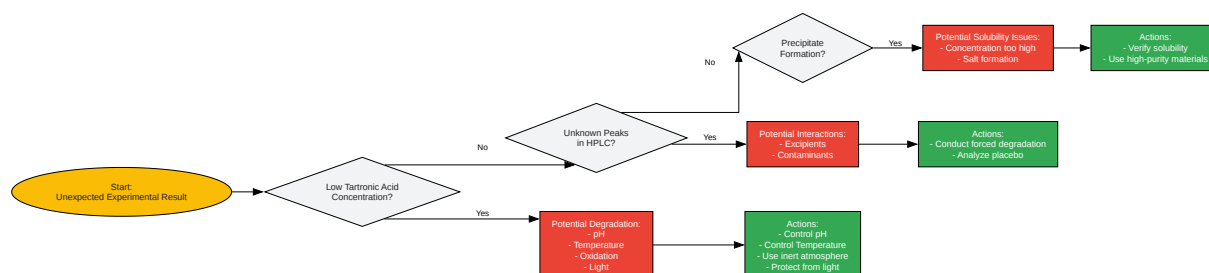 Start:
Unexpected Experimental Result
Low Tartronic Acid
Concentration?
No
Yes
Unknown Peaks
in HPLC?
No
Yes
Precipitate
Formation?
Yes
Potential Solubility Issues:
- Concentration too high
- Salt formation
Actions:
- Verify solubility
- Use high-purity materials
Potential Interactions:
- Excipients
- Contaminants
Actions:
- Conduct forced degradation
- Analyze placebo
Potential Degradation:
- pH
- Temperature
- Oxidation
- Light
Actions:
- Control pH
- Control Temperature
- Use inert atmosphere
- Protect from light